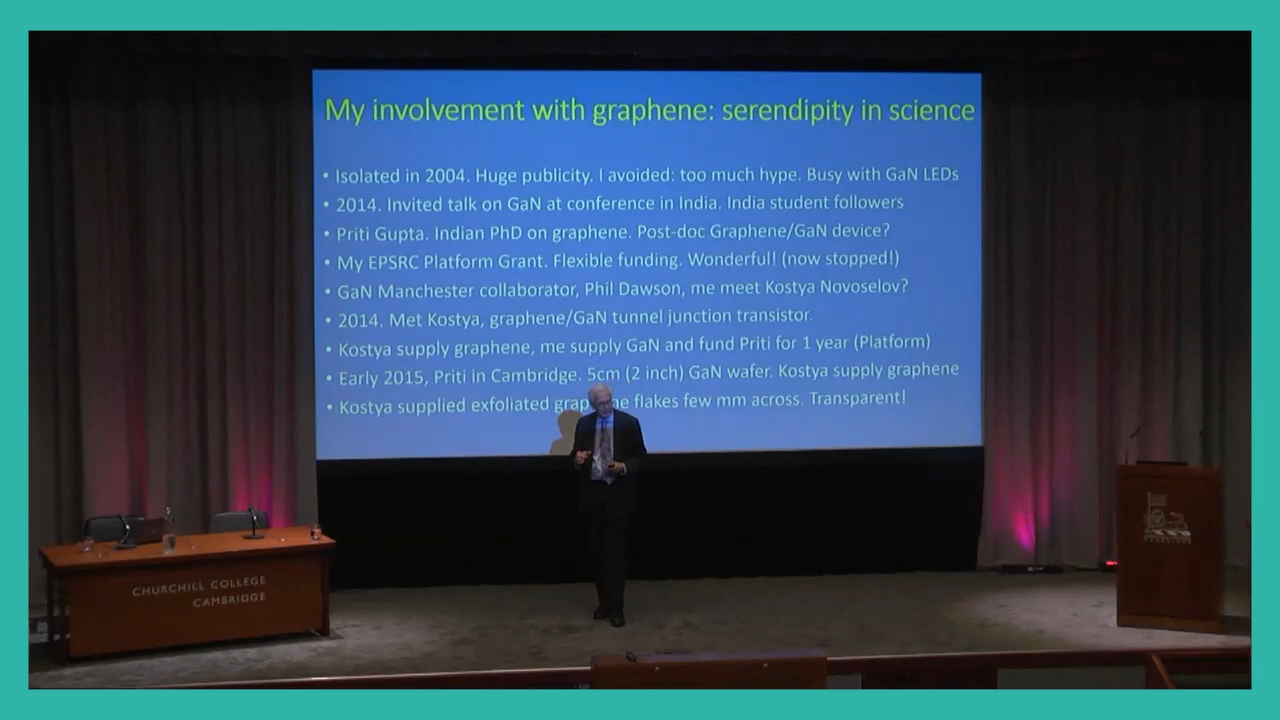 My involvement with graphene: serendipity in science
• Isolated in 2004. Huge publicity. I avoided: too much hype. Busy with GaN LEDs
• 2014. Invited talk on GaN at conference in India. India student followers
• Priti Gupta. Indian PhD on graphene. Post-doc Graphene/GaN device?
• My EPSRC Platform Grant. Flexible funding. Wonderful! (now stopped!)
• GaN Manchester collaborator, Phil Dawson, me meet Kostya Novoselov?
• 2014. Met Kostya, graphene/GaN tunnel junction transistor.
• Kostya supply graphene, me supply GaN and fund Priti for 1 year (Platform)
• Early 2015, Priti in Cambridge. 5cm (2 inch) GaN wafer. Kostya supply graphene
• Kostya supplied exfoliated graphene flakes few mm across. Transparent!
CHURCHILL COLLEGE
CAMBRIDGE